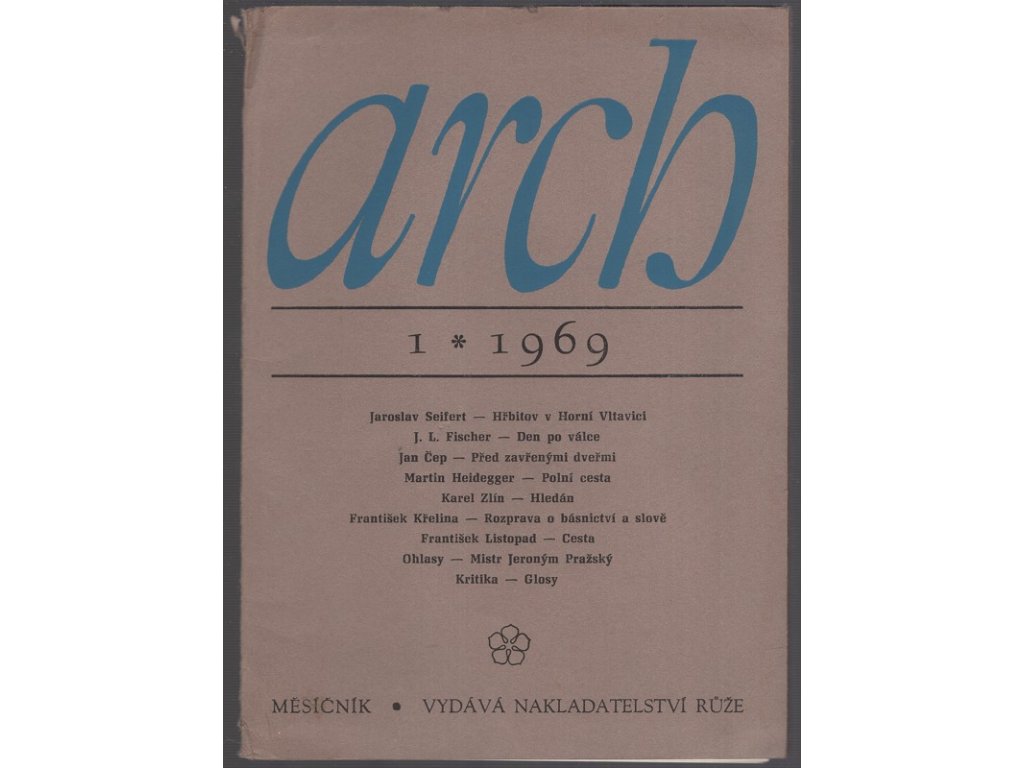 arch
1 * 1969
Jaroslav Seifert — Hřbitov v Horní Vltavici
J. L. Fischer — Den po válce
Jan Čep — Před zavřenými dveřmi
Martin Heidegger — Polní cesta
Karel Zlín — Hledán
František Křelina — Rozprava o básnictví a slově
František Listopad — Cesta
Ohlasy — Mistr Jeroným Pražský
Kritika — Glosy
MĚSÍČNÍK • VYDÁVÁ NAKLADATELSTVÍ RŮŽE